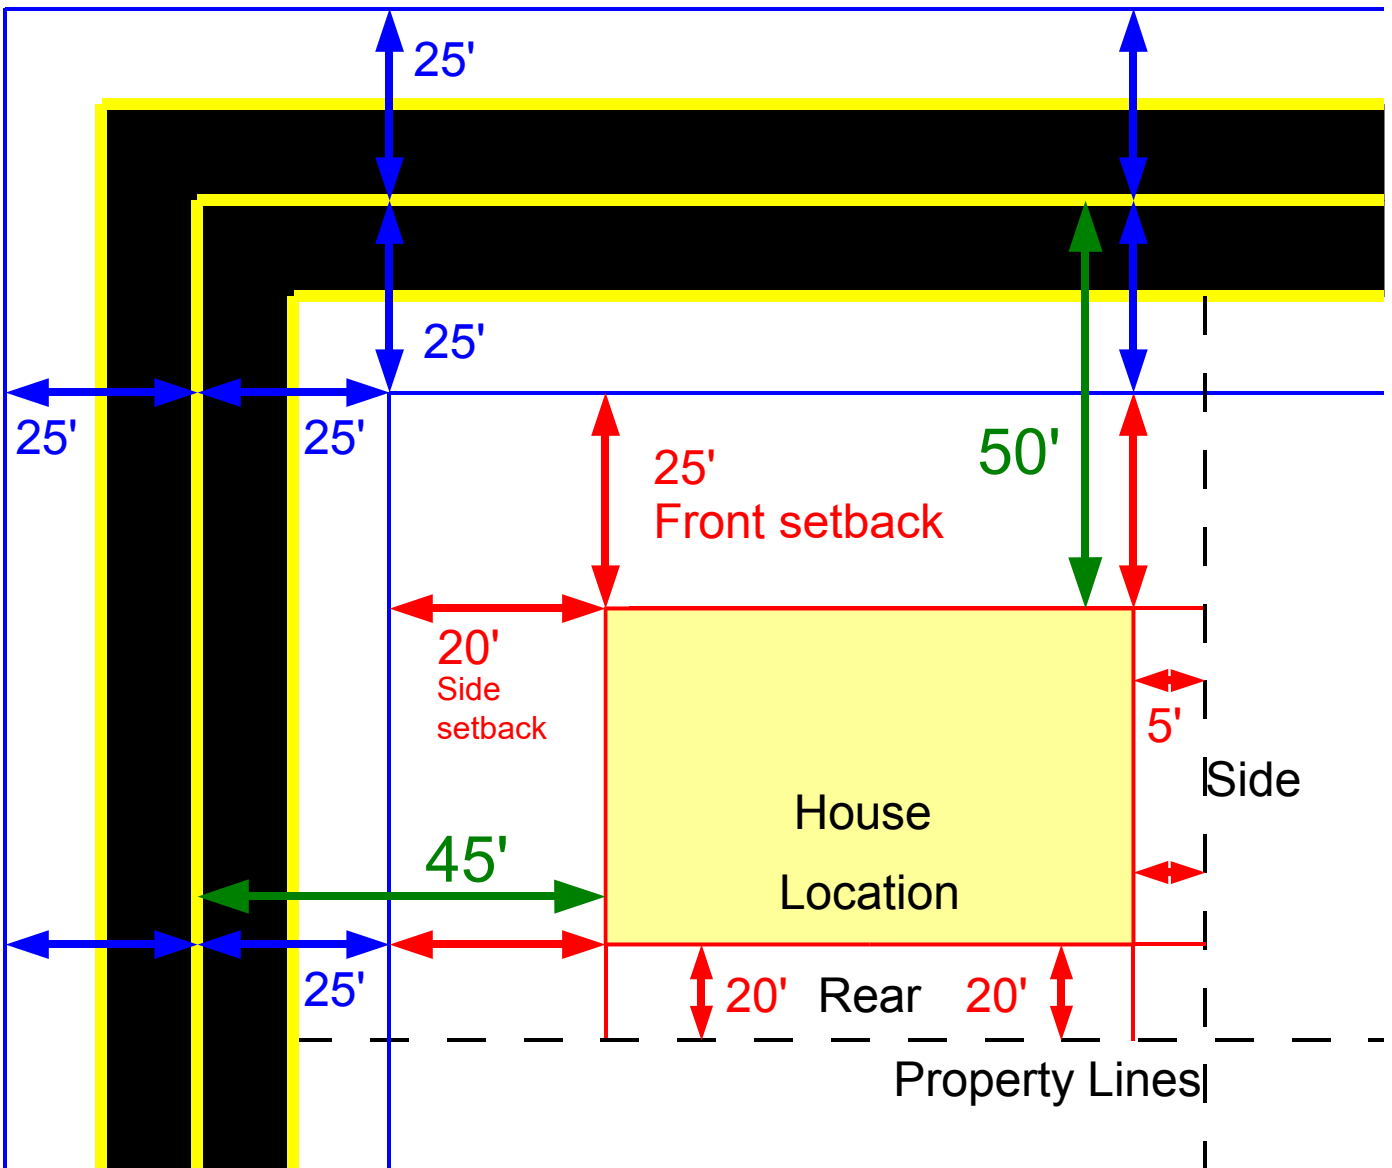 25'
25'
25'
25'
25'
Front setback
50'
20'
Side
setback
5'
Side
House
Location
45'
25'
20'
Rear
20'
Property Lines